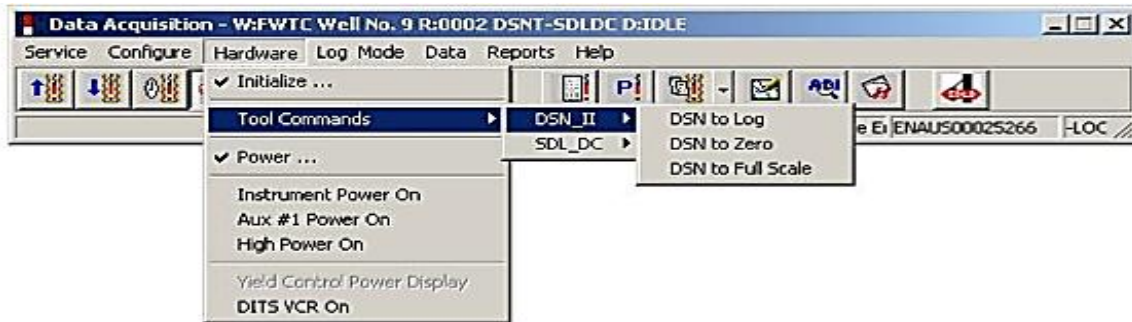 Data Acquisition - W:FWTC Well No. 9 R:0002 DSNT-SDLDC D:IDLE
Service Configure Hardware Log Mode Data Reports Help
Initialize ...
Tool Commands
DSN_II
DSN to Log
SDL_DC
DSN to Zero
DSN to Full Scale
ENAUS00025266
-LOC
Power ...
Instrument Power On
Aux #1 Power On
High Power On
Yield Control Power Display
DITS VCR On